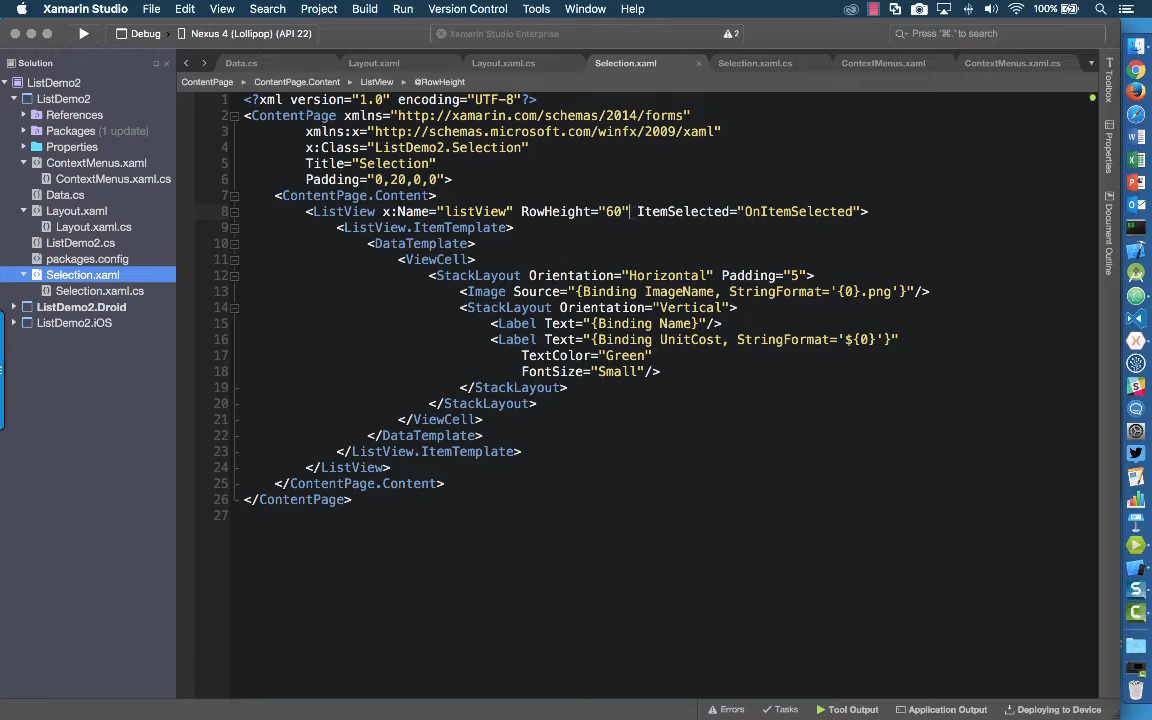 Xamarin Studio File Edit View Search Project Build Run Version Control Tools Window Help 100%
Debug Nexus 4 (Lollipop) (API 22) Xamarin Studio Enterprise 2 Press '⌘.' to search
Solution Data.cs Layout.xaml Layout.xaml.cs Selection.xaml Selection.xaml.cs ContextMenus.xaml ContextMenus.xaml.cs
ContentPage ContentPage.Content ListView @RowHeight
ListDemo2
ListDemo2
References
Packages (1 update)
Properties
ContextMenus.xaml
ContextMenus.xaml.cs
Data.cs
Layout.xaml
Layout.xaml.cs
ListDemo2.cs
packages.config
Selection.xaml
Selection.xaml.cs
ListDemo2.Droid
ListDemo2.iOS
1 <?xml version="1.0" encoding="UTF-8"?>
2 <ContentPage xmlns="http://xamarin.com/schemas/2014/forms"
3 xmlns:x="http://schemas.microsoft.com/winfx/2009/xaml"
4 x:Class="ListDemo2.Selection"
5 Title="Selection"
6 Padding="0,20,0,0">
7 <ContentPage.Content>
8 <ListView x:Name="listView" RowHeight="60" ItemSelected="OnItemSelected">
9 <ListView.ItemTemplate>
10 <DataTemplate>
11 <ViewCell>
12 <StackLayout Orientation="Horizontal" Padding="5">
13 <Image Source="{Binding ImageName, StringFormat='{0}.png'}"/>
14 <StackLayout Orientation="Vertical">
15 <Label Text="{Binding Name}"/>
16 <Label Text="{Binding UnitCost, StringFormat='${0}'}"
17 TextColor="Green"
18 FontSize="Small"/>
19 </StackLayout>
20 </StackLayout>
21 </ViewCell>
22 </DataTemplate>
23 </ListView.ItemTemplate>
24 </ListView>
25 </ContentPage.Content>
26 </ContentPage>
27
Toolbox
Properties
Document Outline
Errors Tasks Tool Output Application Output Deploying to Device